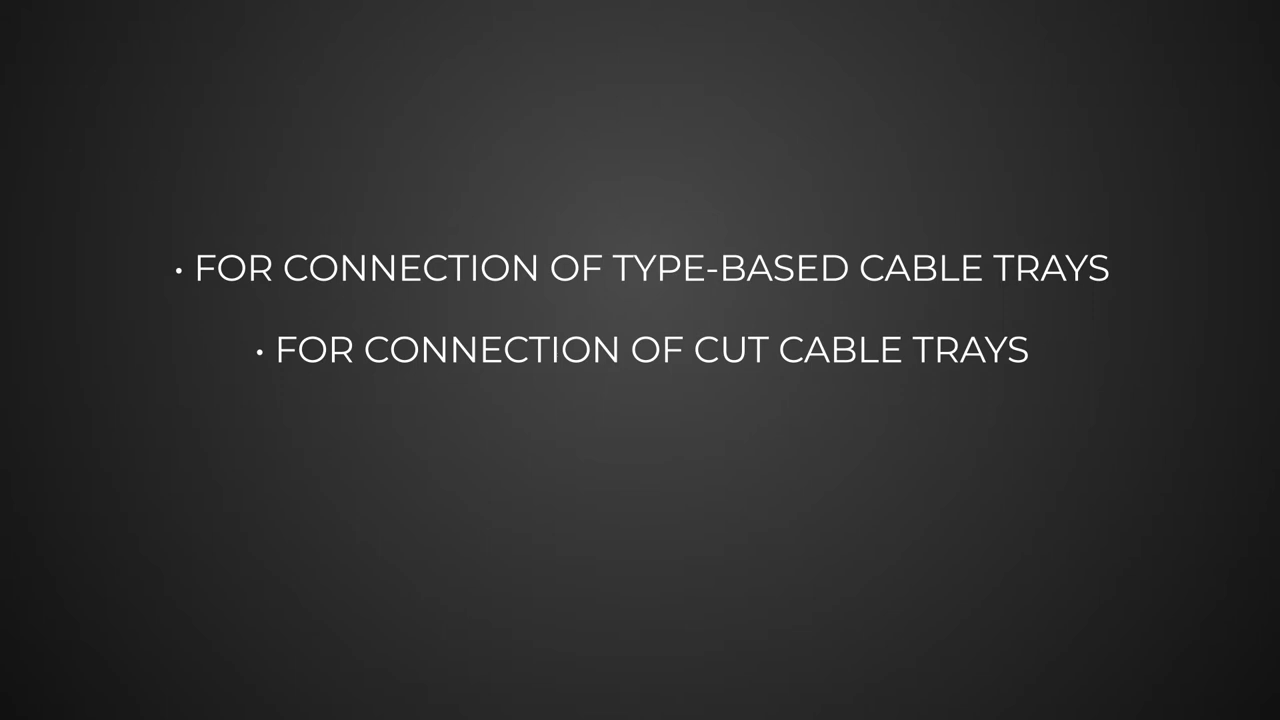 • FOR CONNECTION OF TYPE-BASED CABLE TRAYS
• FOR CONNECTION OF CUT CABLE TRAYS